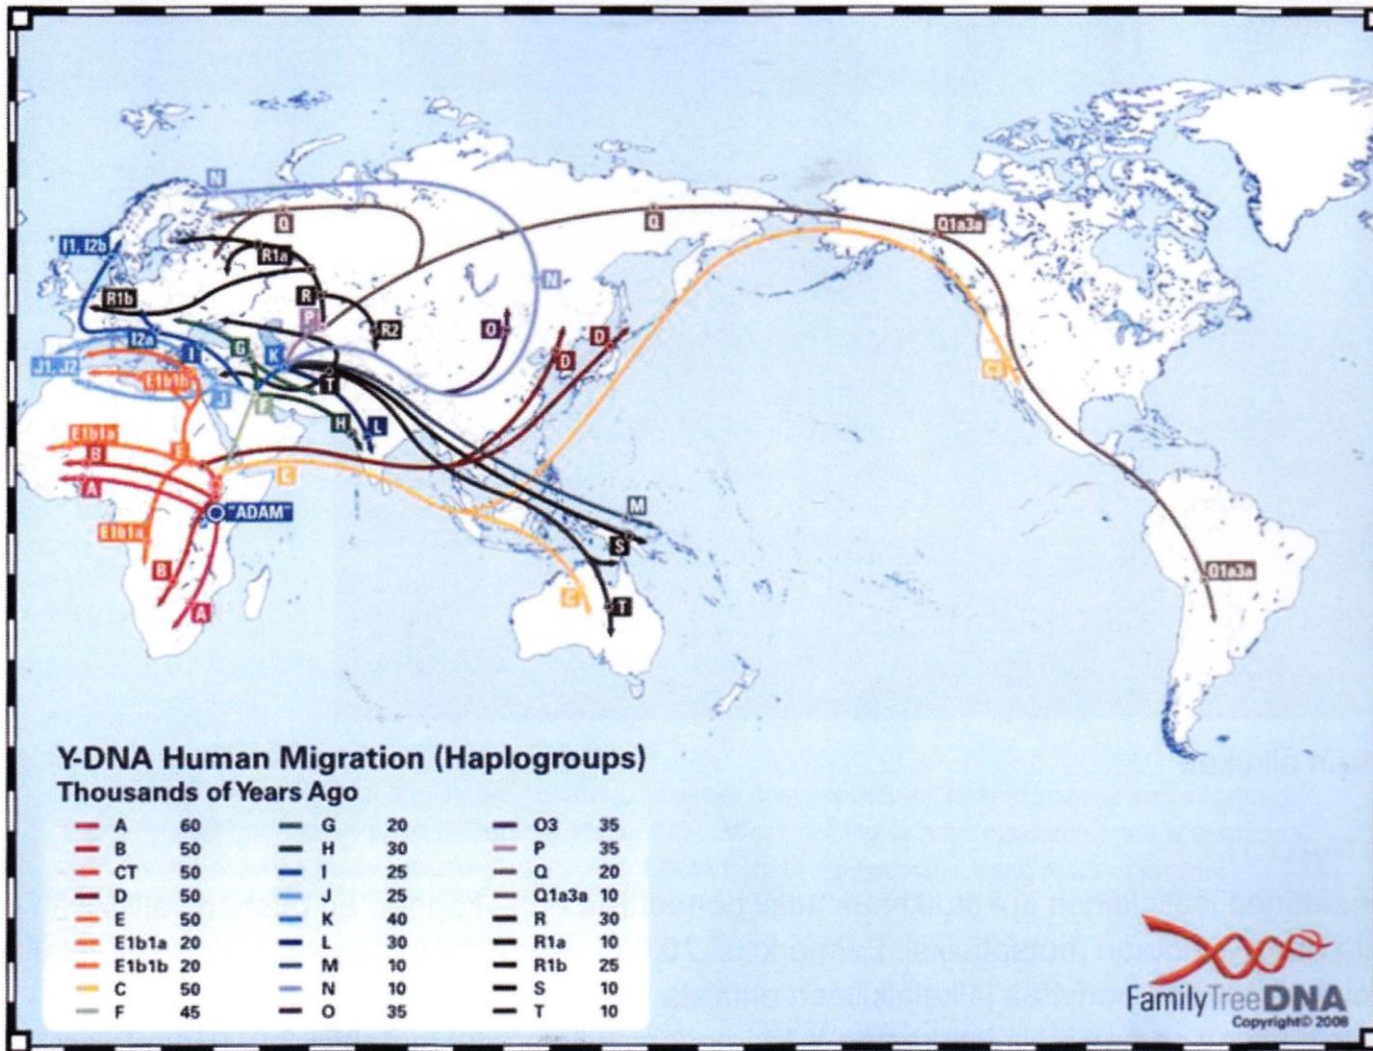 N
Q
Q
Q1a3a
I1, I2b
R1a
N
R1b
R
P
R2
O
D
I2a
I
G
K
D
J1, J2
E1b1b
J
F
T
H
L
E1b1a
E
B
C
A
"ADAM"
M
E1b1a
S
B
Q1a3a
A
C
T
Y-DNA Human Migration (Haplogroups)
Thousands of Years Ago
A 60
B 50
CT 50
D 50
E 50
E1b1a 20
E1b1b 20
C 50
F 45
G 20
H 30
I 25
J 25
K 40
L 30
M 10
N 10
O 35
O3 35
P 35
Q 20
Q1a3a 10
R 30
R1a 10
R1b 25
S 10
T 10
FamilyTreeDNA
Copyright© 2008